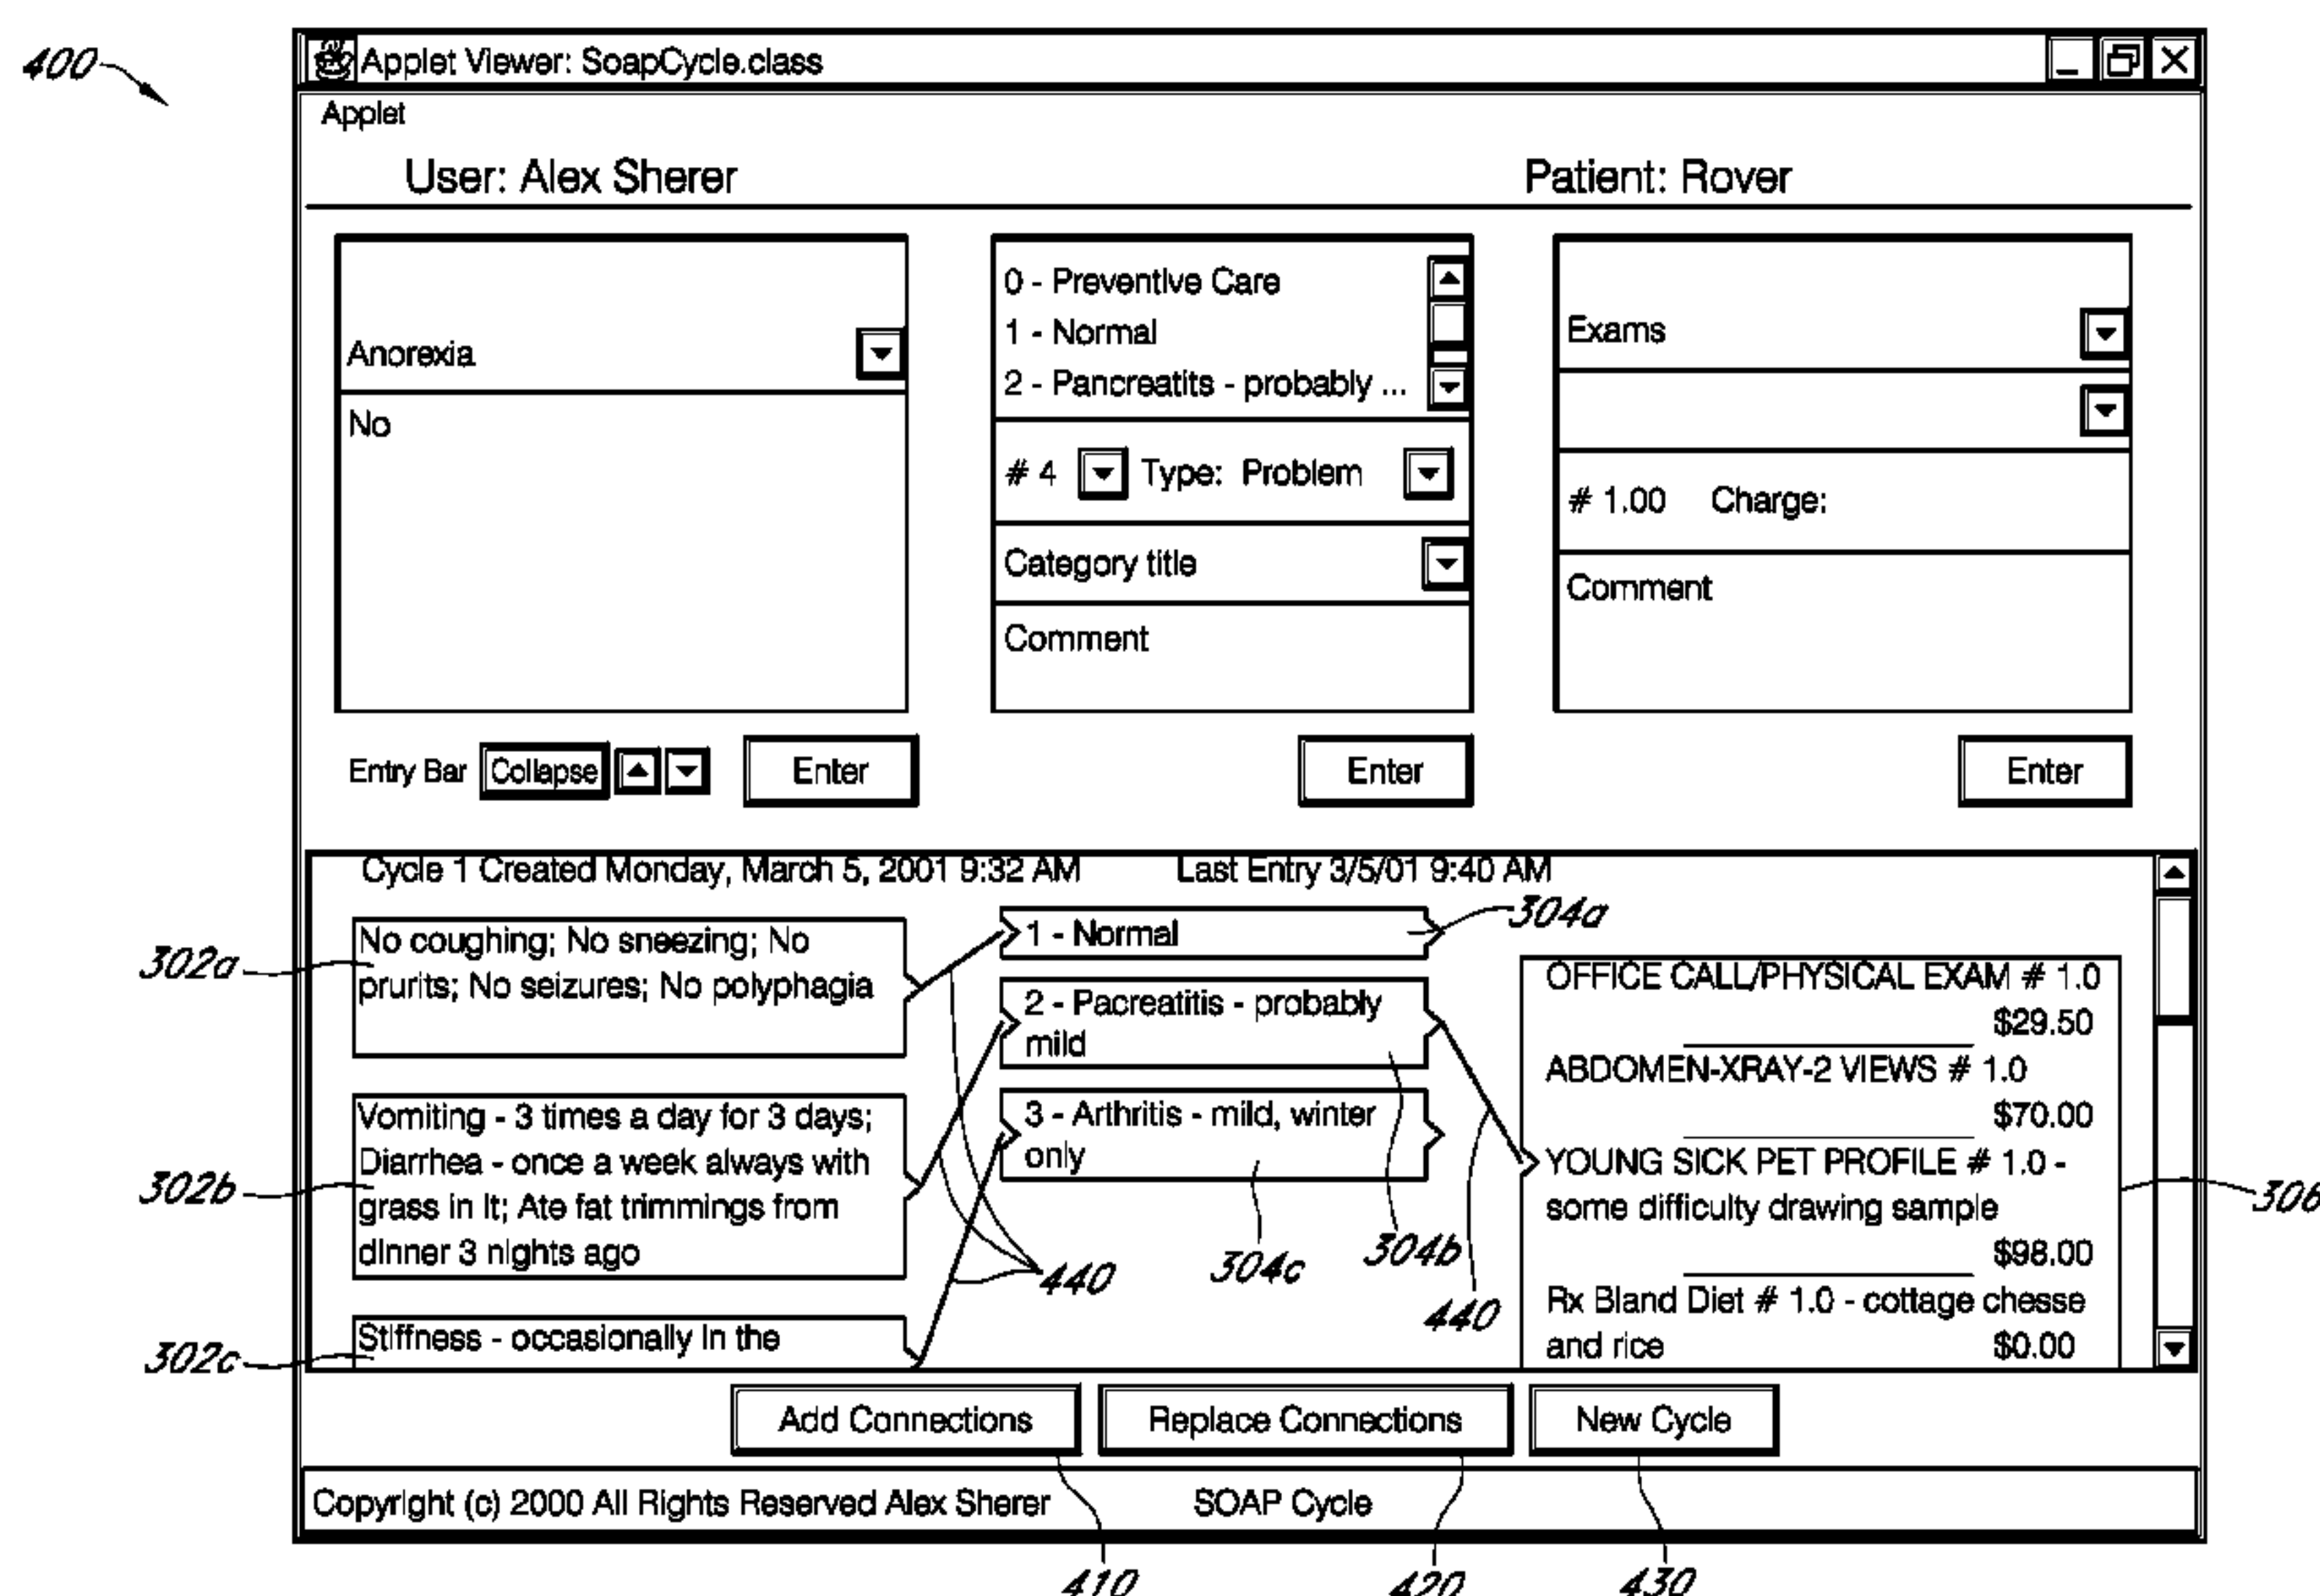 400
Applet Viewer: SoapCycle.class
Applet
User: Alex Sherer
Patient: Rover
Anorexia
No
0 - Preventive Care
1 - Normal
2 - Pancreatits - probably ...
# 4 Type: Problem
Category title
Comment
Exams
# 1.00 Charge:
Comment
Entry Bar Collapse Enter
Enter
Enter
Cycle 1 Created Monday, March 5, 2001 9:32 AM Last Entry 3/5/01 9:40 AM
302a
No coughing; No sneezing; No
prurits; No seizures; No polyphagia
302b
Vomiting - 3 times a day for 3 days;
Diarrhea - once a week always with
grass in it; Ate fat trimmings from
dinner 3 nights ago
302c
Stiffness - occasionally in the
440
1 - Normal
304a
2 - Pacreatitis - probably
mild
304b
3 - Arthritis - mild, winter
only
304c
440
OFFICE CALL/PHYSICAL EXAM # 1.0
$29.50
ABDOMEN-XRAY-2 VIEWS # 1.0
$70.00
YOUNG SICK PET PROFILE # 1.0 -
some difficulty drawing sample
$98.00
Rx Bland Diet # 1.0 - cottage chesse
and rice $0.00
306
Add Connections Replace Connections New Cycle
Copyright (c) 2000 All Rights Reserved Alex Sherer SOAP Cycle
410 420 430